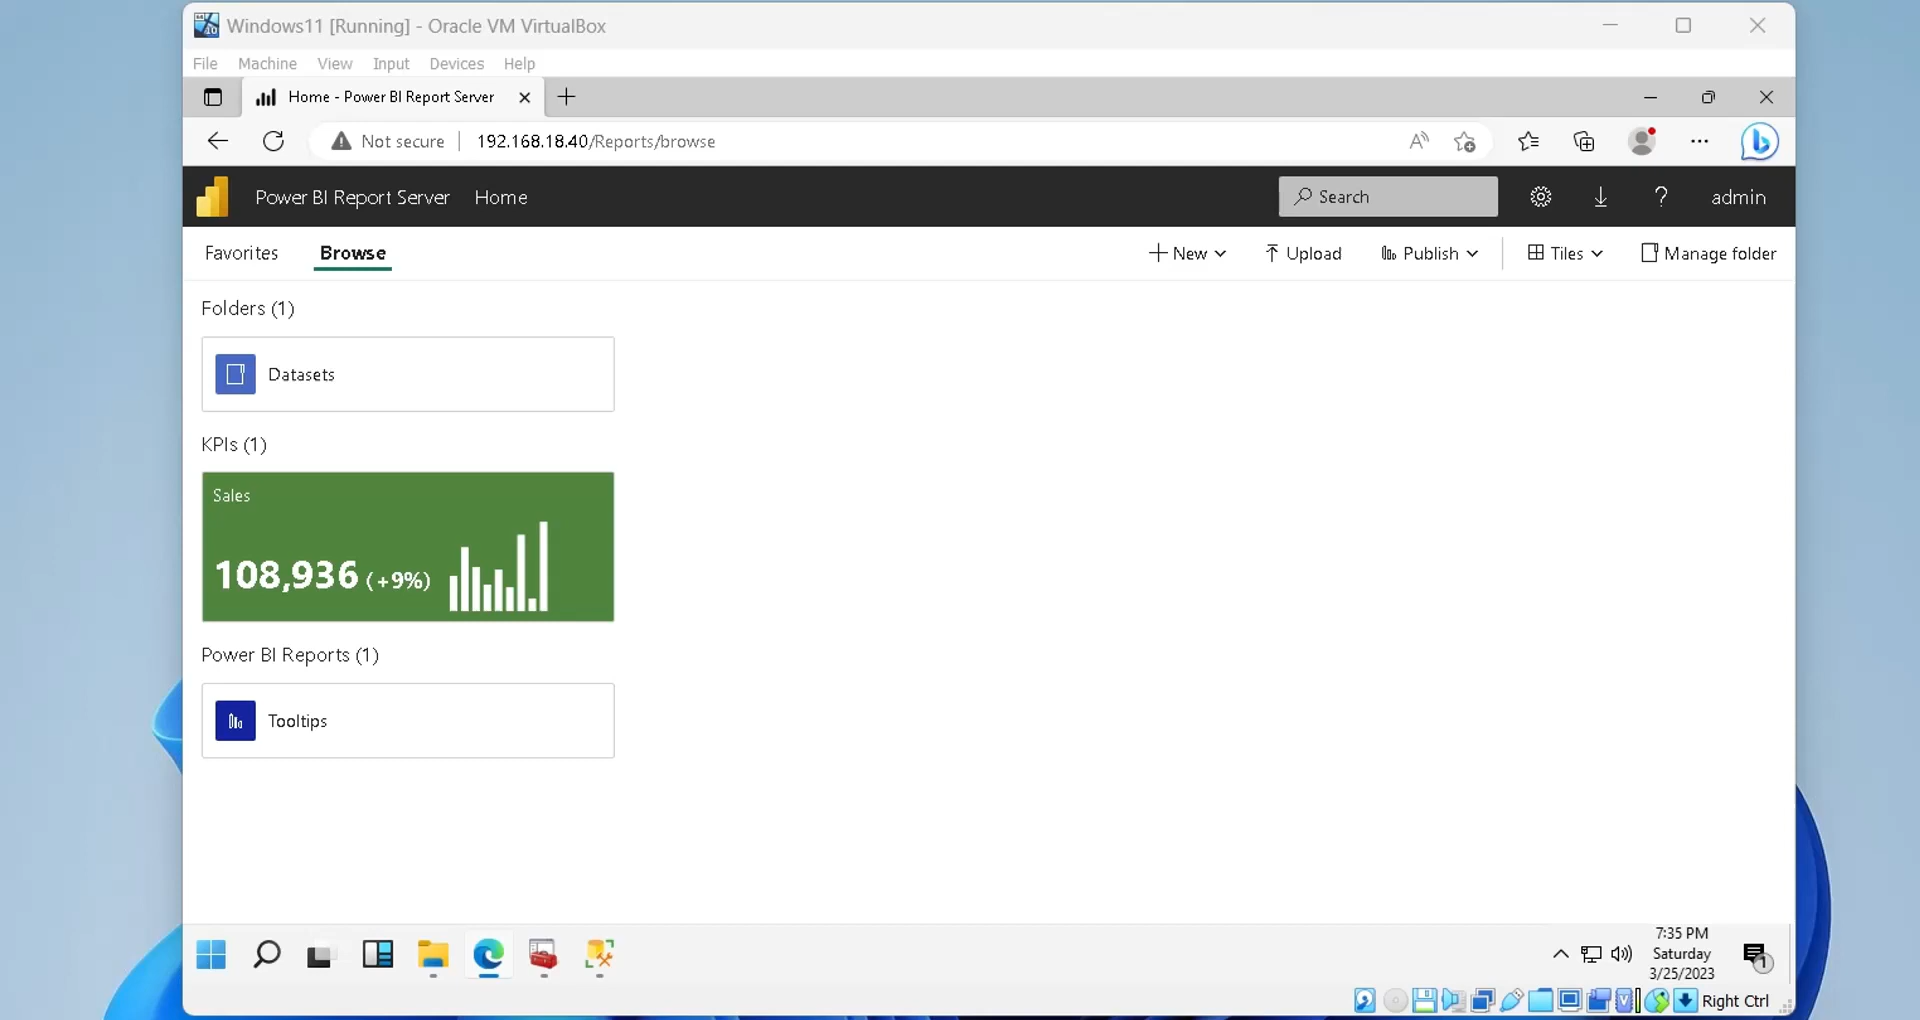 Windows11 [Running] - Oracle VM VirtualBox
File Machine View Input Devices Help
Home - Power BI Report Server
Not secure 192.168.18.40/Reports/browse
Power BI Report Server Home Search ? admin
Favorites Browse New Upload Publish Tiles Manage folder
Folders (1)
Datasets
KPIs (1)
Sales
108,936 (+9%)
Power BI Reports (1)
Tooltips
7:35 PM
Saturday
3/25/2023
1
Right Ctrl